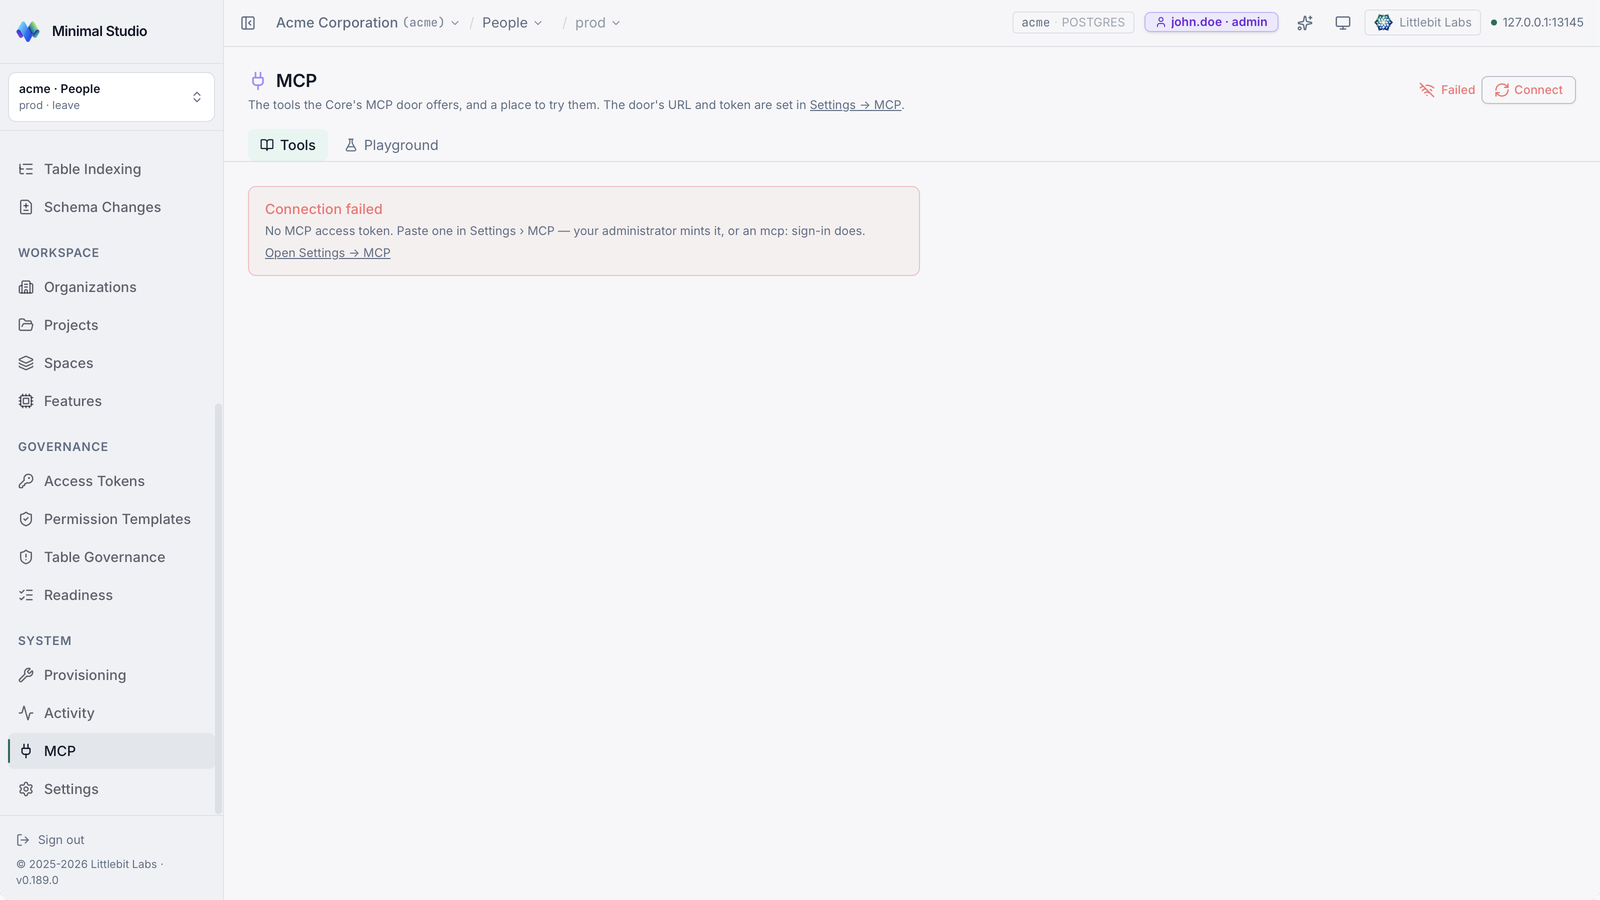 Minimal Studio
acme · People
prod · leave
Table Indexing
Schema Changes
WORKSPACE
Organizations
Projects
Spaces
Features
GOVERNANCE
Access Tokens
Permission Templates
Table Governance
Readiness
SYSTEM
Provisioning
Activity
MCP
Settings
Sign out
© 2025-2026 Littlebit Labs ·
v0.189.0
Acme Corporation (acme) / People / prod
acme · POSTGRES
john.doe · admin
Littlebit Labs
127.0.0.1:13145
MCP
The tools the Core's MCP door offers, and a place to try them. The door's URL and token are set in Settings → MCP.
Failed
Connect
Tools
Playground
Connection failed
No MCP access token. Paste one in Settings › MCP — your administrator mints it, or an mcp: sign-in does.
Open Settings → MCP